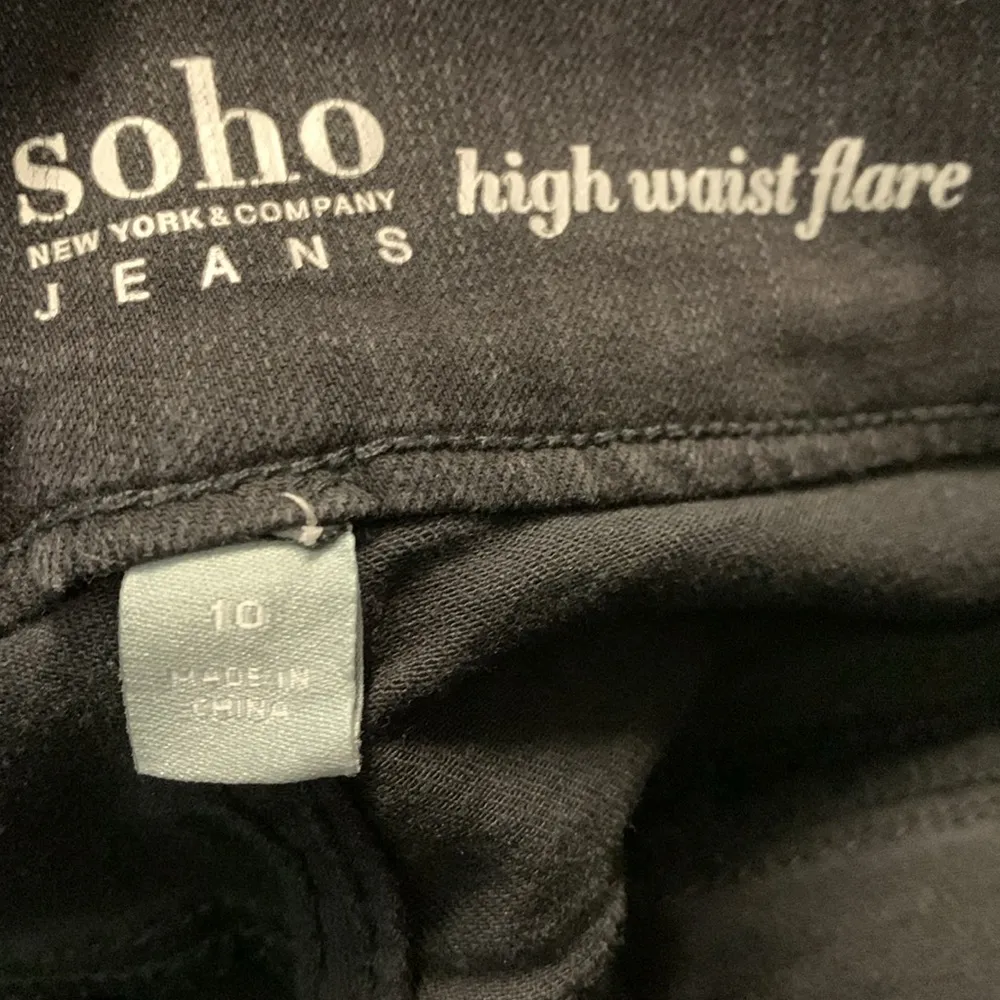 soho
NEW YORK & COMPANY
JEANS
high waist flare
10
MADE IN
CHINA